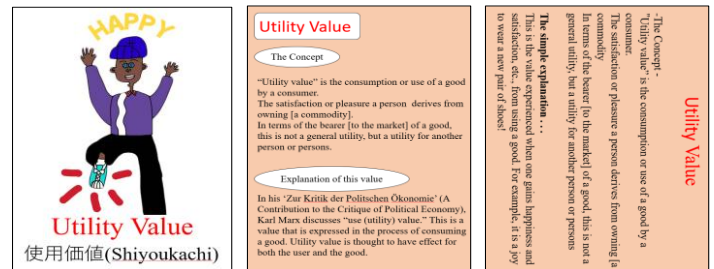 HAPPY
Utility Value
使用価値(Shiyoukachi)
Utility Value
The Concept
“Utility value” is the consumption or use of a good
by a consumer.
The satisfaction or pleasure a person derives from
owning [a commodity].
In terms of the bearer [to the market] of a good,
this is not a general utility, but a utility for another
person or persons.
Explanation of this value
In his ‘Zur Kritik der Politschen Ökonomie’ (A
Contribution to the Critique of Political Economy),
Karl Marx discusses “use (utility) value.” This is a
value that is expressed in the process of consuming
a good. Utility value is thought to have effect for
both the user and the good.
Utility Value
-The Concept-
"Utility value" is the consumption or use of a good by a
consumer.
The satisfaction or pleasure a person derives from owning [a
commodity
In terms of the bearer [to the market] of a good, this is not a
general utility, but a utility for another person or persons
The simple explanation . . .
This is the value experienced when one gains happiness and
satisfaction, etc., from using a good. For example, it is a joy
to wear a new pair of shoes!